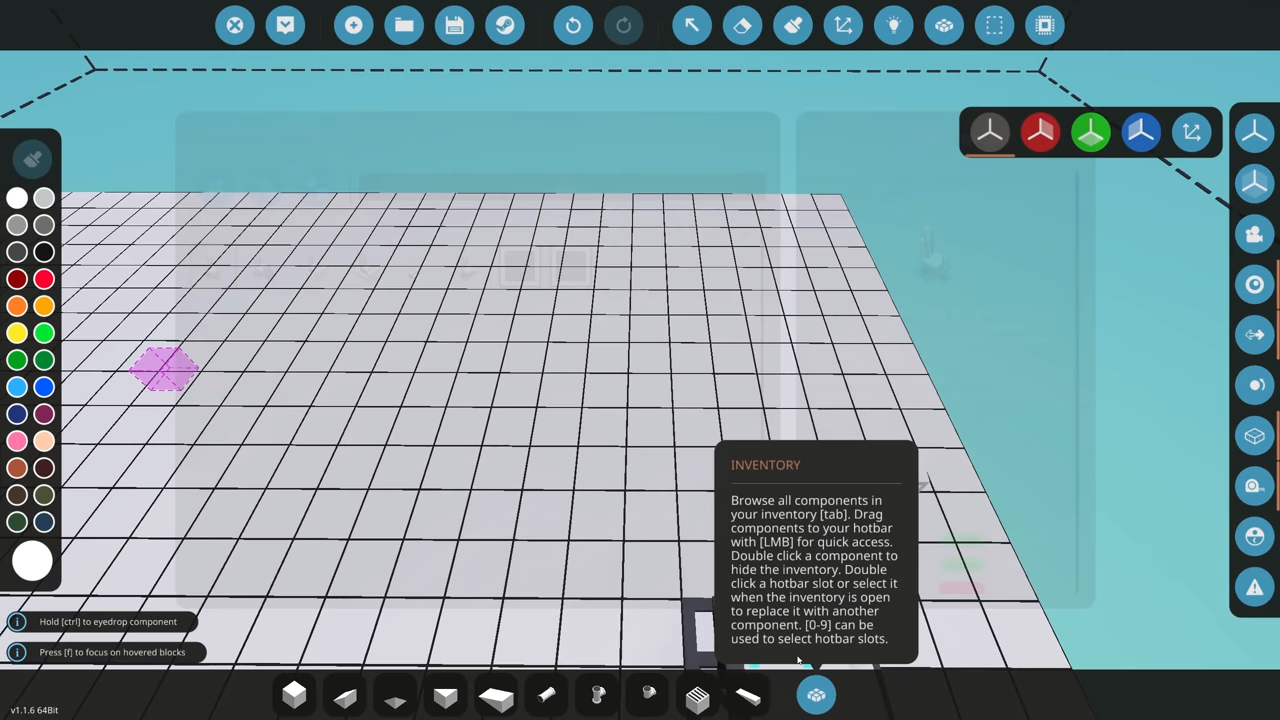 INVENTORY
Browse all components in
your inventory [tab]. Drag
components to your hotbar
with [LMB] for quick access.
Double click a component to
hide the inventory. Double
click a hotbar slot or select it
when the inventory is open
to replace it with another
component. [0-9] can be
used to select hotbar slots.
Hold [ctrl] to eyedrop component
Press [f] to focus on hovered blocks
v1.1.6 64Bit